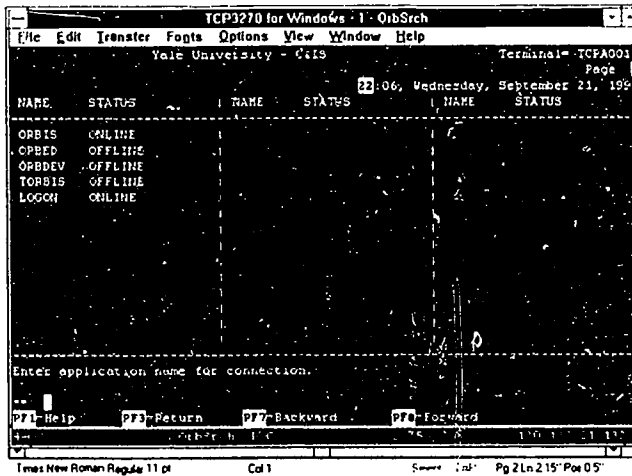 TCP3270 for Windows - 1 - OrbSrch
File Edit Transfer Fonts Options View Window Help
Yale University - C&IS Terminal= TCPA001
Page
22:06, Wednesday, September 21, 199
NAME STATUS NAME STATUS NAME STATUS
ORBIS ONLINE
OPBED OFFLINE
ORBDEV OFFLINE
TORBIS OFFLINE
LOGON ONLINE
Enter application name for connection.
PF1-Help PF3-Return PF7-Backward PF8-Forward
Times New Roman Regular 11 pt Col 1 Pg 2 Ln 2.15" Pos 0.5"